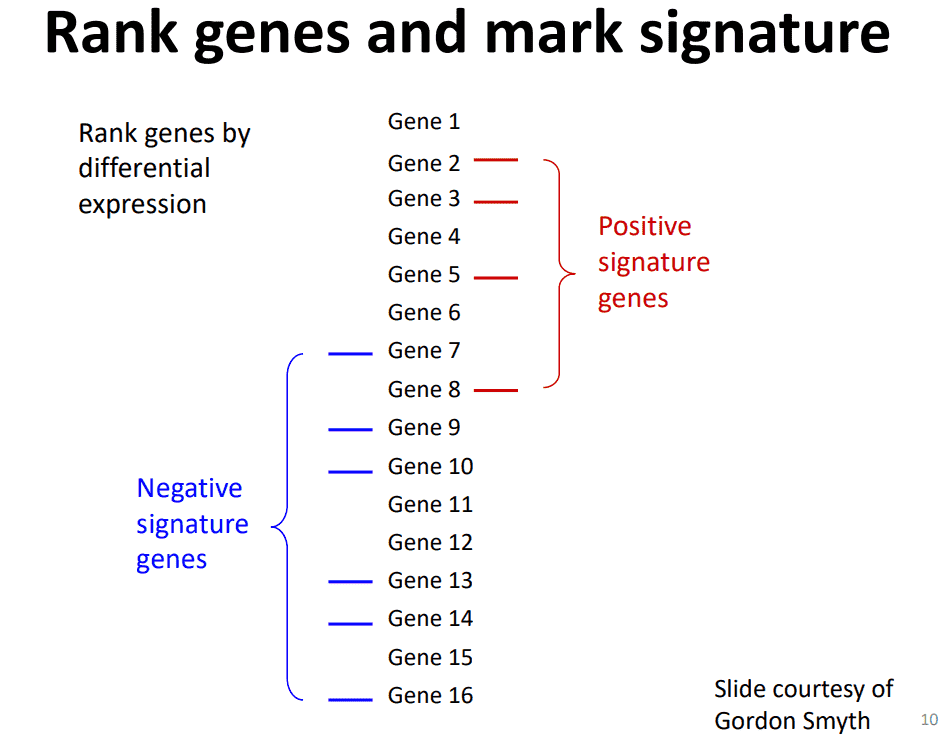 Rank genes and mark signature
Rank genes by
differential
expression
Gene 1
Gene 2
Gene 3
Gene 4
Gene 5
Gene 6
Gene 7
Gene 8
Gene 9
Gene 10
Gene 11
Gene 12
Gene 13
Gene 14
Gene 15
Gene 16
Positive
signature
genes
Negative
signature
genes
Slide courtesy of
Gordon Smyth
10